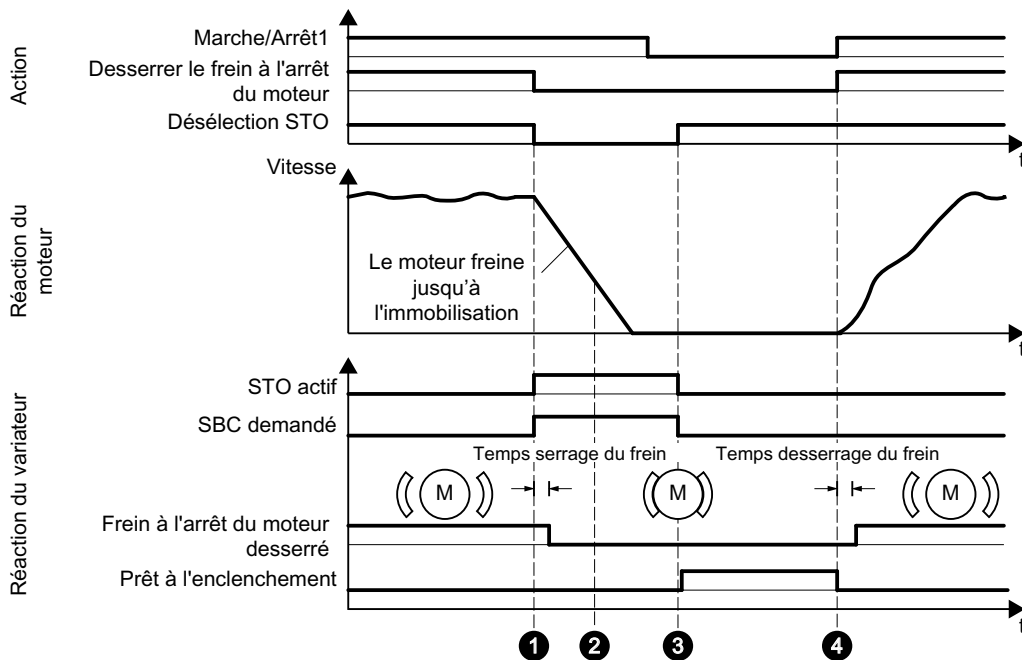 Action
Marche/Arrêt1
Desserrer le frein à l'arrêt
du moteur
Désélection STO
t
Réaction du
moteur
Vitesse
Le moteur freine
jusqu'à
l'immobilisation
t
Réaction du variateur
STO actif
SBC demandé
Temps serrage du frein
Temps desserrage du frein
M
M
M
Frein à l'arrêt du moteur
desserré
Prêt à l'enclenchement
t
1
2
3
4